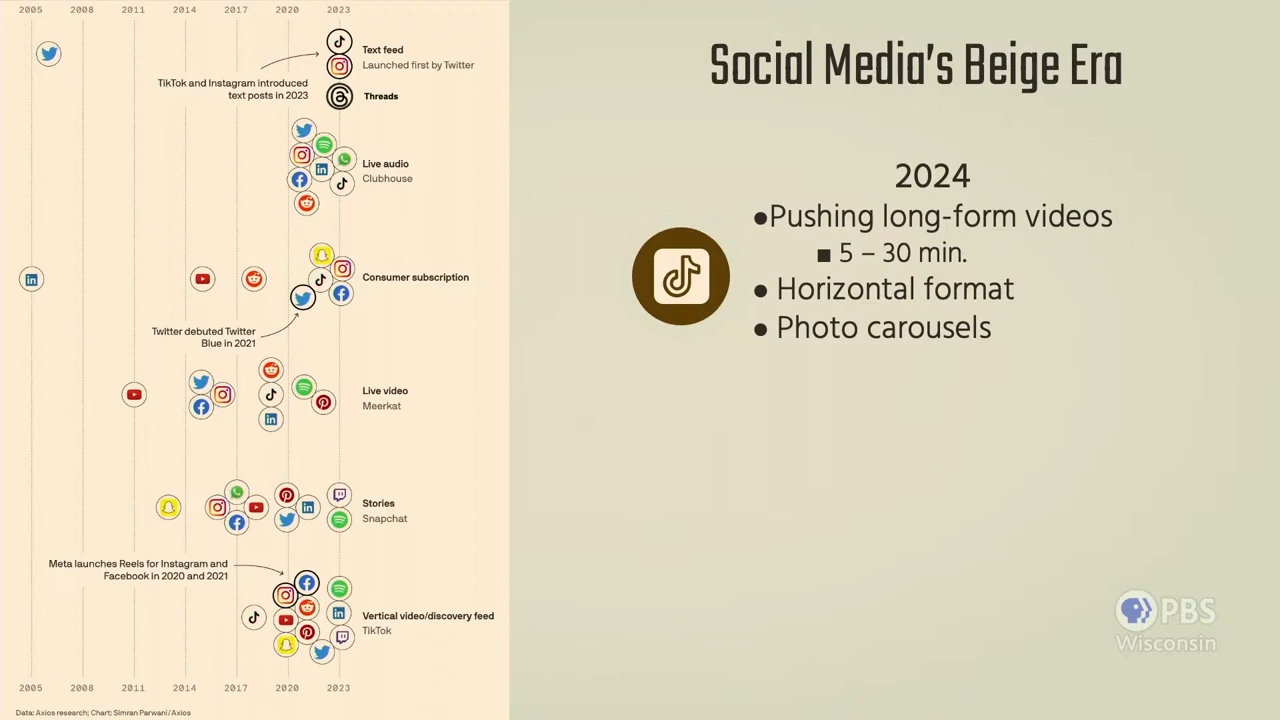 2005 2008 2011 2014 2017 2020 2023
Text feed
Launched first by Twitter
TikTok and Instagram introduced
text posts in 2023
Threads
Live audio
Clubhouse
Consumer subscription
Twitter debuted Twitter
Blue in 2021
Live video
Meerkat
Stories
Snapchat
Meta launches Reels for Instagram and
Facebook in 2020 and 2021
Vertical video/discovery feed
TikTok
2005 2008 2011 2014 2017 2020 2023
Data: Axios research; Chart: Simran Parwani/Axios
Social Media's Beige Era
2024
●Pushing long-form videos
■ 5 – 30 min.
● Horizontal format
● Photo carousels
PBS
Wisconsin